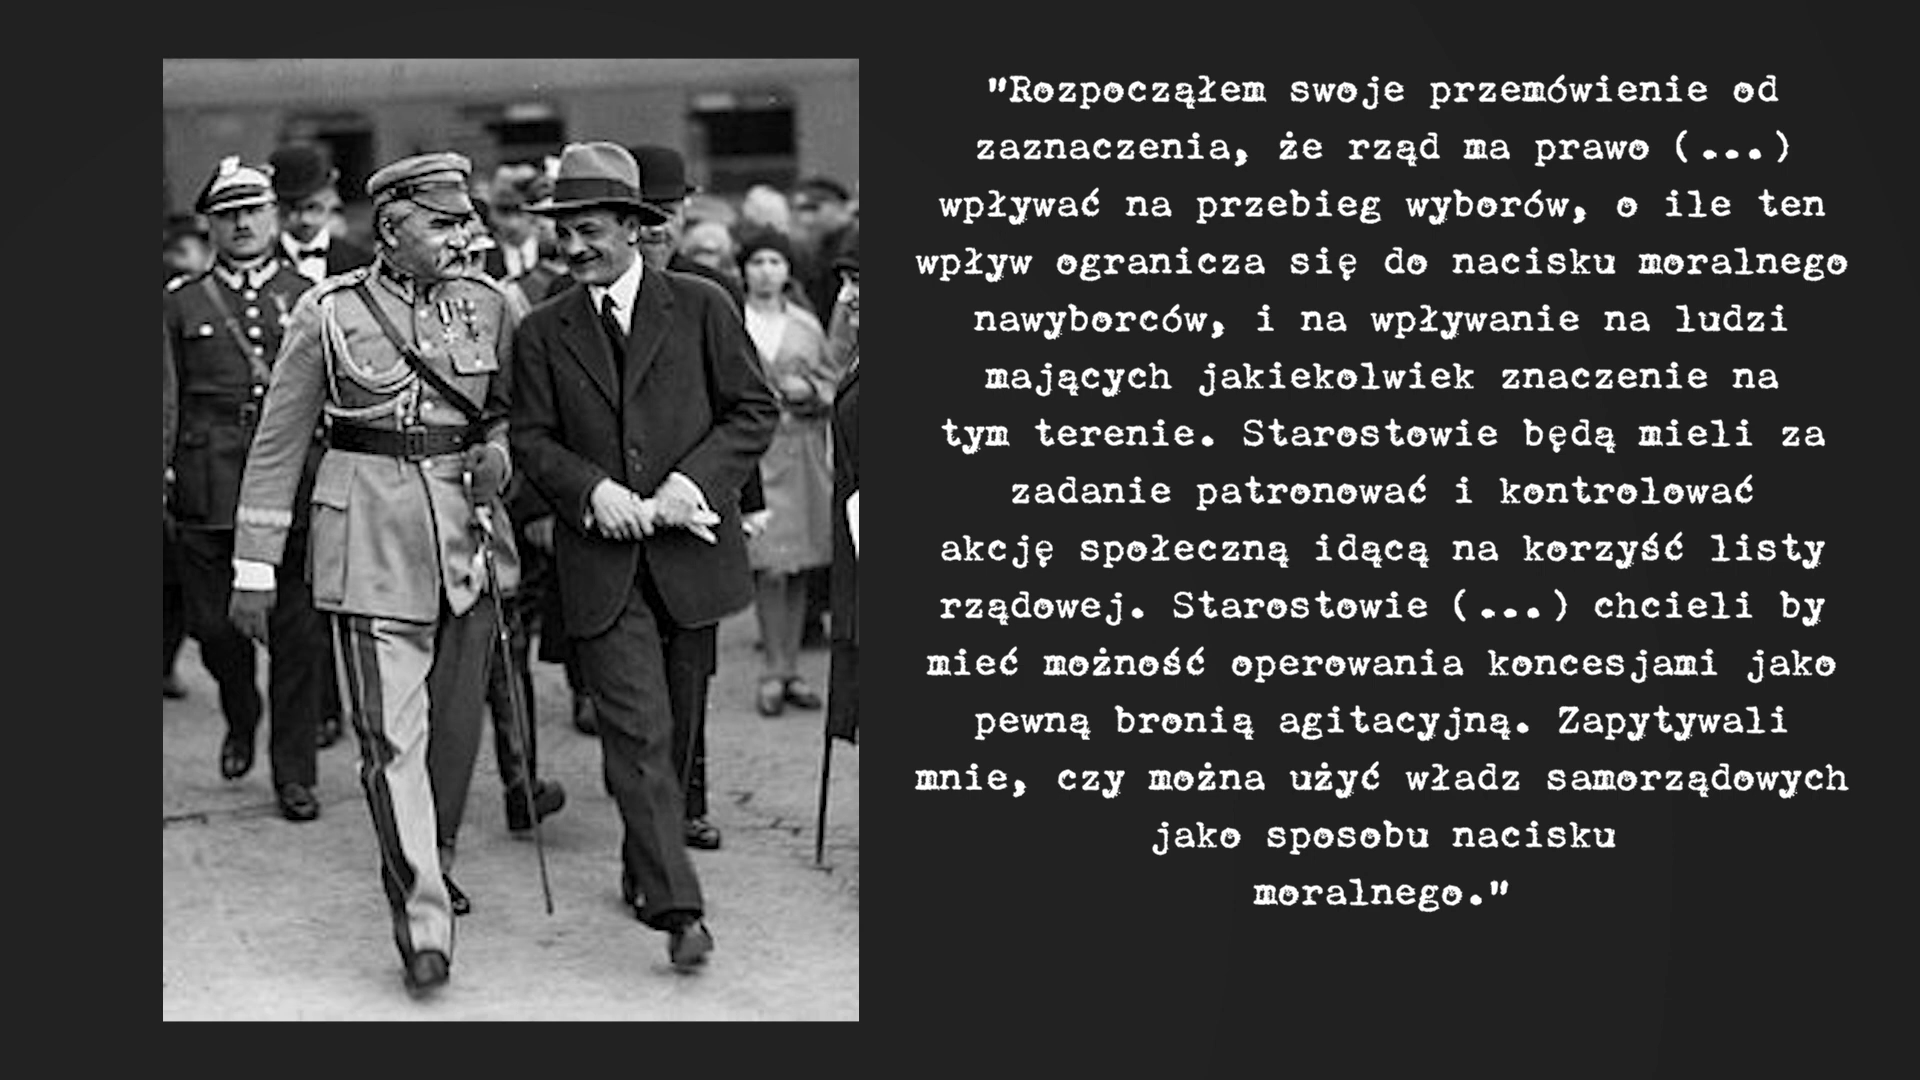 "Rozpocząłem swoje przemówienie od
zaznaczenia, że rząd ma prawo (...)
wpływać na przebieg wyborów, o ile ten
wpływ ogranicza się do nacisku moralnego
nawyborców, i na wpływanie na ludzi
mających jakiekolwiek znaczenie na
tym terenie. Starostowie będą mieli za
zadanie patronować i kontrolować
akcję społeczną idącą na korzyść listy
rządowej. Starostowie (...) chcieli by
mieć możność operowania koncesjami jako
pewną bronią agitacyjną. Zapytywali
mnie, czy można użyć władz samorządowych
jako sposobu nacisku
moralnego."